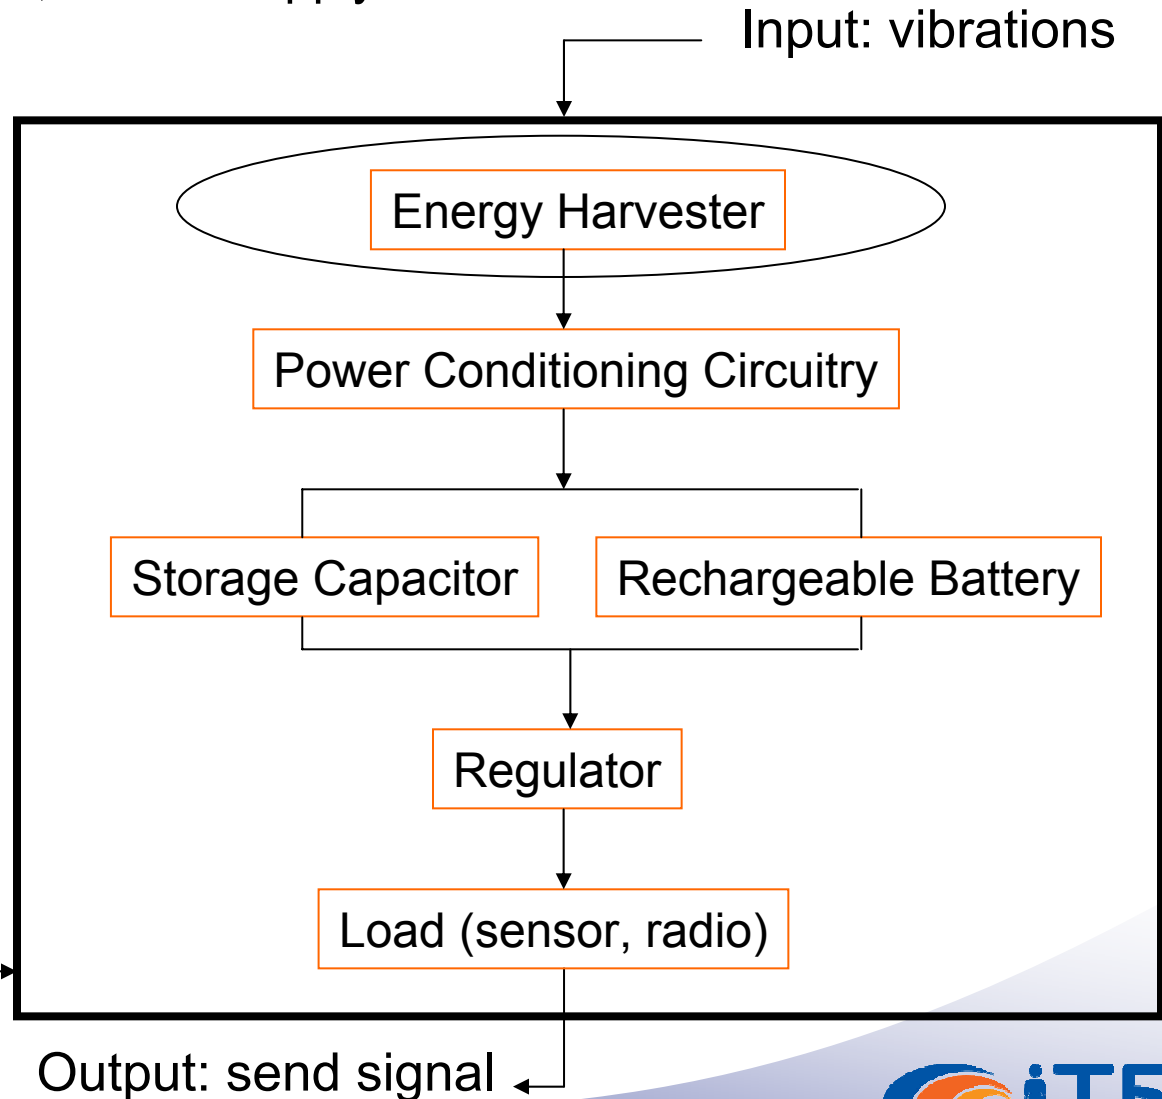 Input: vibrations
Energy Harvester
Power Conditioning Circuitry
Storage Capacitor
Rechargeable Battery
Regulator
Load (sensor, radio)
Output: send signal